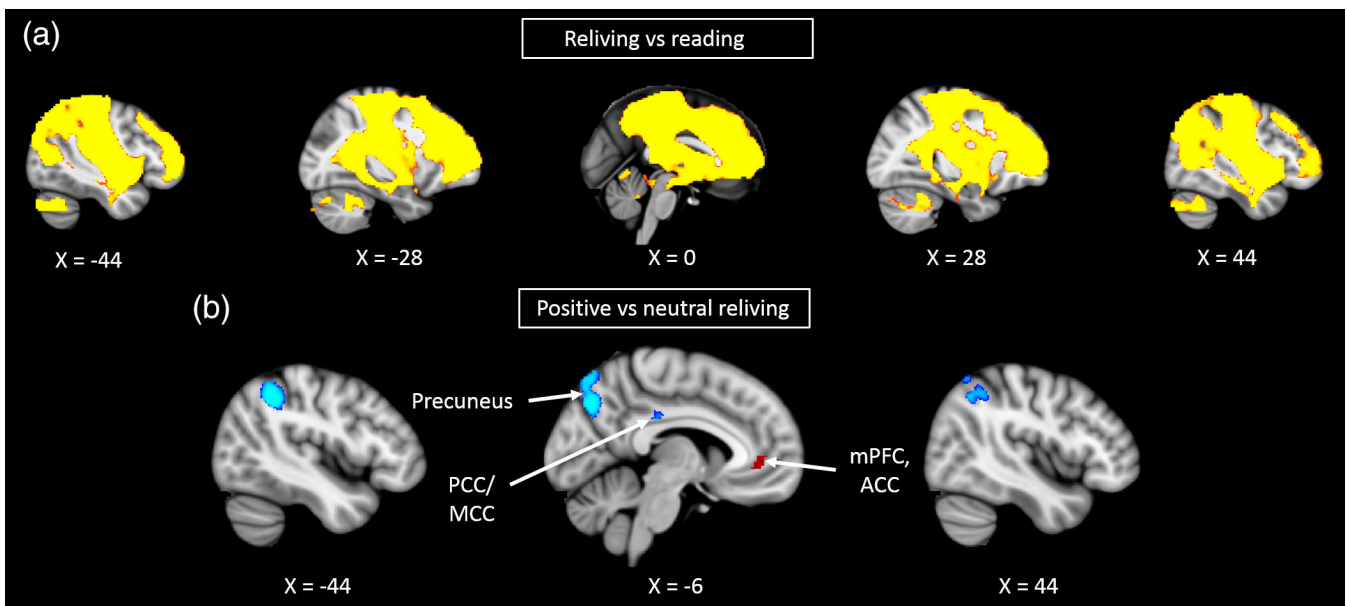 (a)
Reliving vs reading
X = -44
X = -28
X = 0
X = 28
X = 44
(b)
Positive vs neutral reliving
Precuneus
PCC/
MCC
mPFC,
ACC
X = -44
X = -6
X = 44